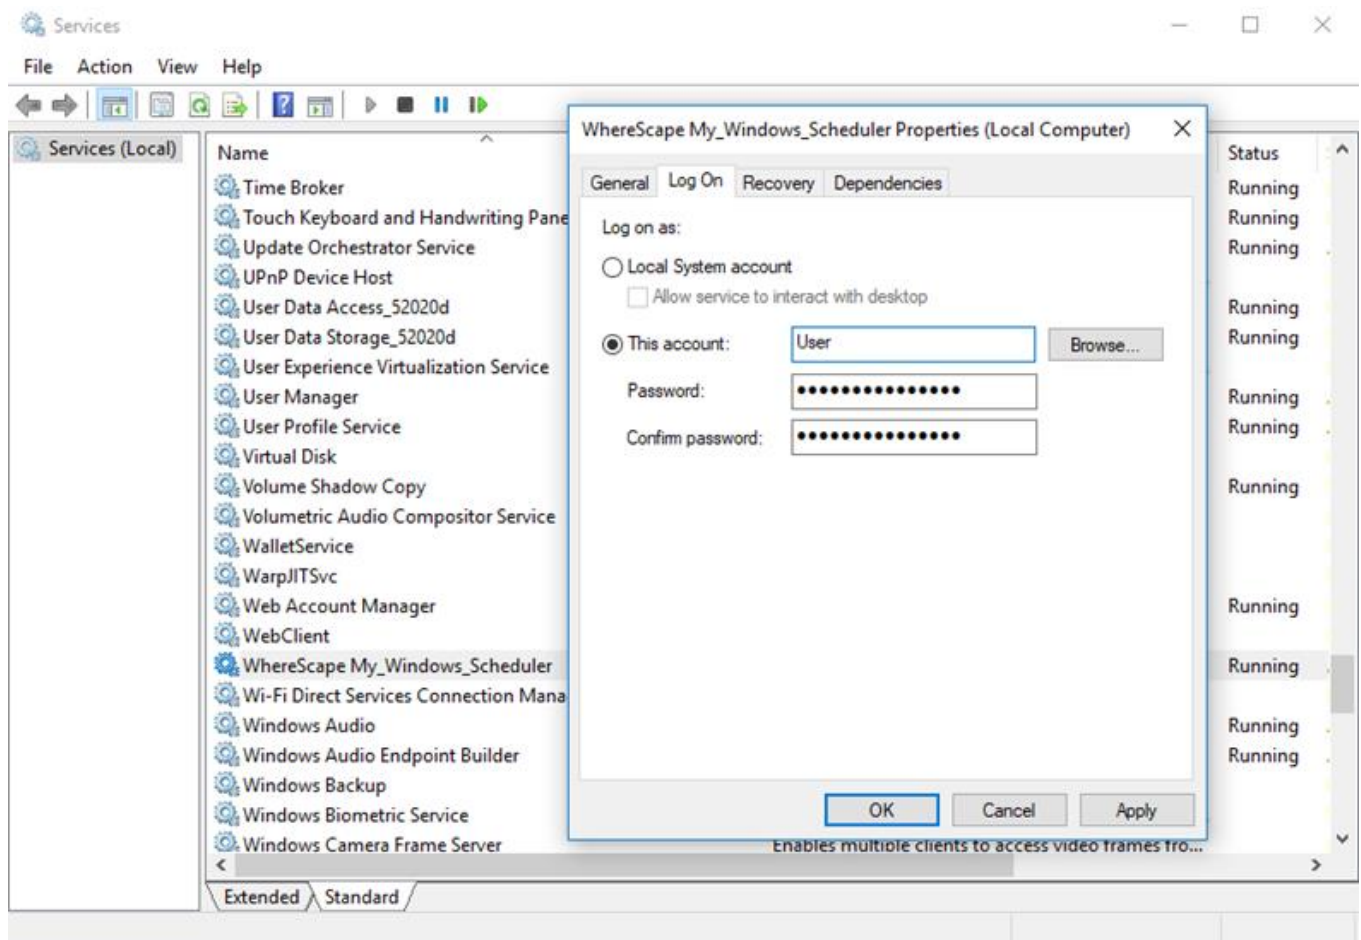 Services
File Action View Help
Services (Local)
Name
Time Broker
Touch Keyboard and Handwriting Pane
Update Orchestrator Service
UPnP Device Host
User Data Access_52020d
User Data Storage_52020d
User Experience Virtualization Service
User Manager
User Profile Service
Virtual Disk
Volume Shadow Copy
Volumetric Audio Compositor Service
WalletService
WarpJITSvc
Web Account Manager
WebClient
WhereScape My_Windows_Scheduler
Wi-Fi Direct Services Connection Mana
Windows Audio
Windows Audio Endpoint Builder
Windows Backup
Windows Biometric Service
Windows Camera Frame Server
Enables multiple clients to access video frames fro...
WhereScape My_Windows_Scheduler Properties (Local Computer)
General Log On Recovery Dependencies
Log on as:
Local System account
Allow service to interact with desktop
This account: User Browse...
Password: •••••••••••••••
Confirm password: •••••••••••••••
OK Cancel Apply
Status
Running
Running
Running
Running
Running
Running
Running
Running
Running
Running
Running
Running
Extended Standard